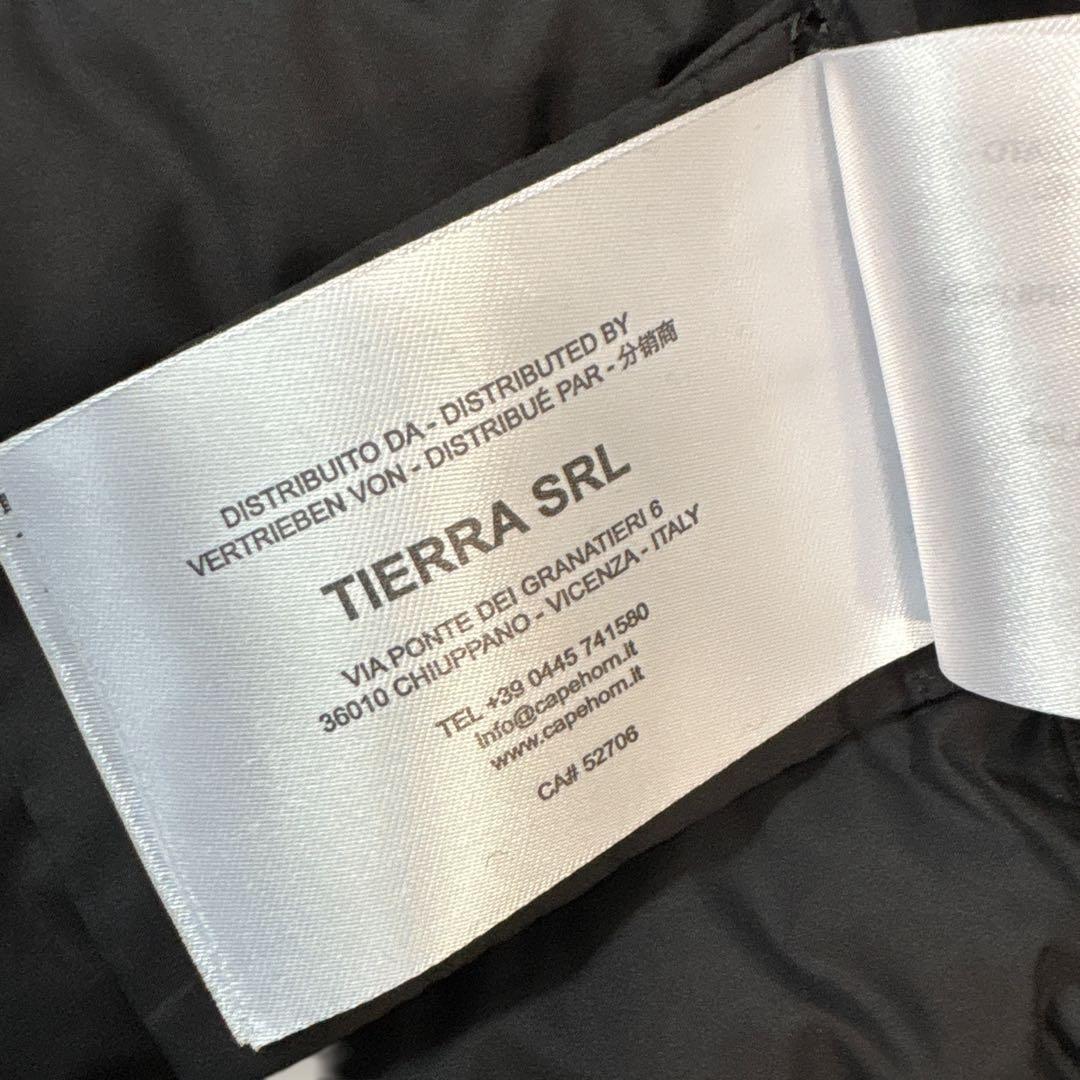 DISTRIBUITO DA - DISTRIBUTED BY
VERTRIEBEN VON - DISTRIBUÉ PAR - 分销商
TIERRA SRL
VIA PONTE DEI GRANATIERI 6
36010 CHIUPPANO - VICENZA - ITALY
TEL +39 0445 741580
info@capehorn.it
www.capehorn.it
CA# 52706